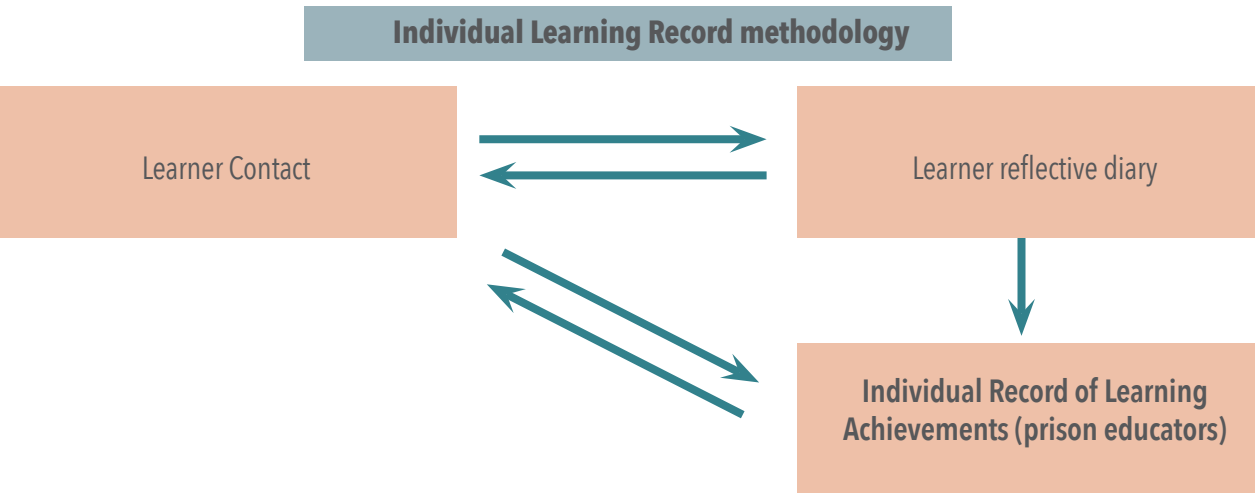 Individual Learning Record methodology
Learner Contact
Learner reflective diary
Individual Record of Learning
Achievements (prison educators)